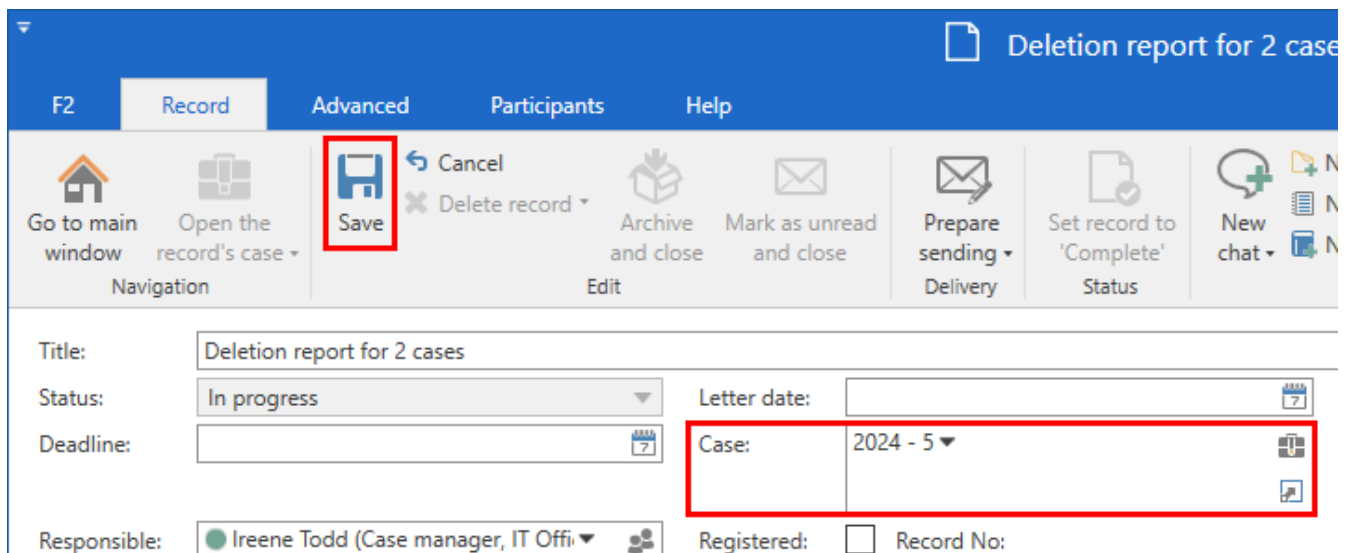 Deletion report for 2 case
F2 Record Advanced Participants Help
Go to main window
Open the record's case
Save
Cancel
Delete record
Archive and close
Mark as unread and close
Prepare sending
Set record to 'Complete'
New chat
N
N
N
Navigation Edit Delivery Status
Title: Deletion report for 2 cases
Status: In progress Letter date: 7
Deadline: 7 Case: 2024 - 5
Responsible: Ireene Todd (Case manager, IT Offi Registered: Record No: